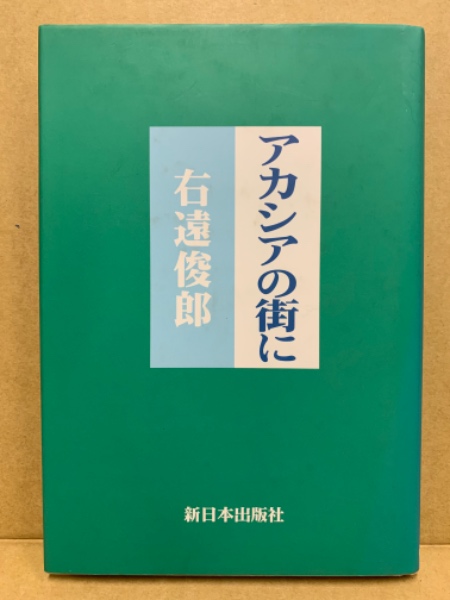 アカシアの街に
右遠俊郎
新日本出版社